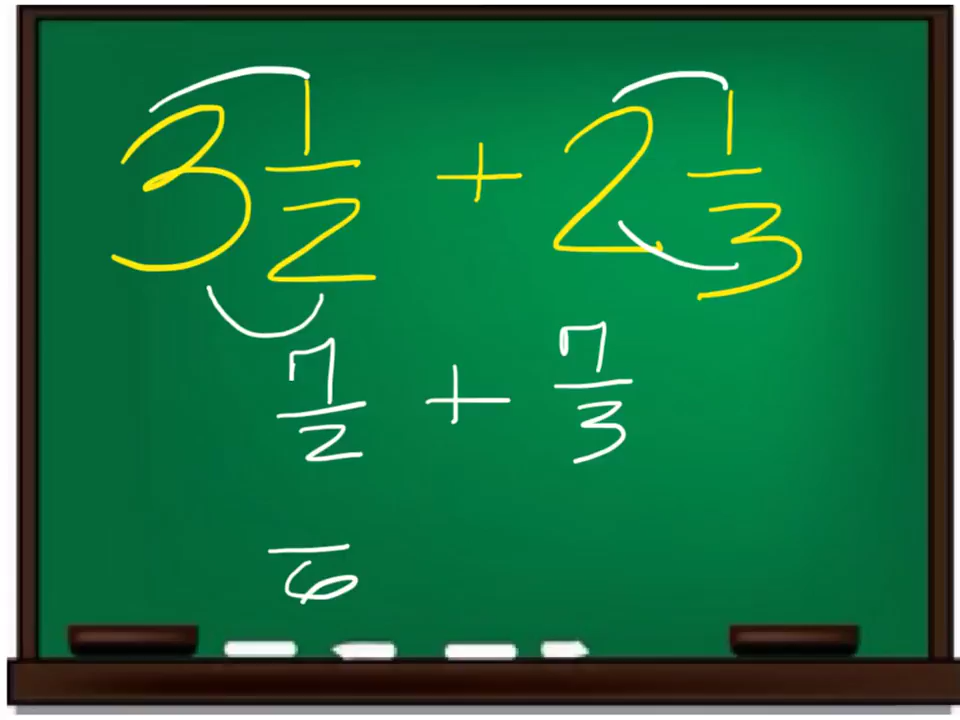 3 1/2 + 2 1/3
7/2 + 7/3
/6